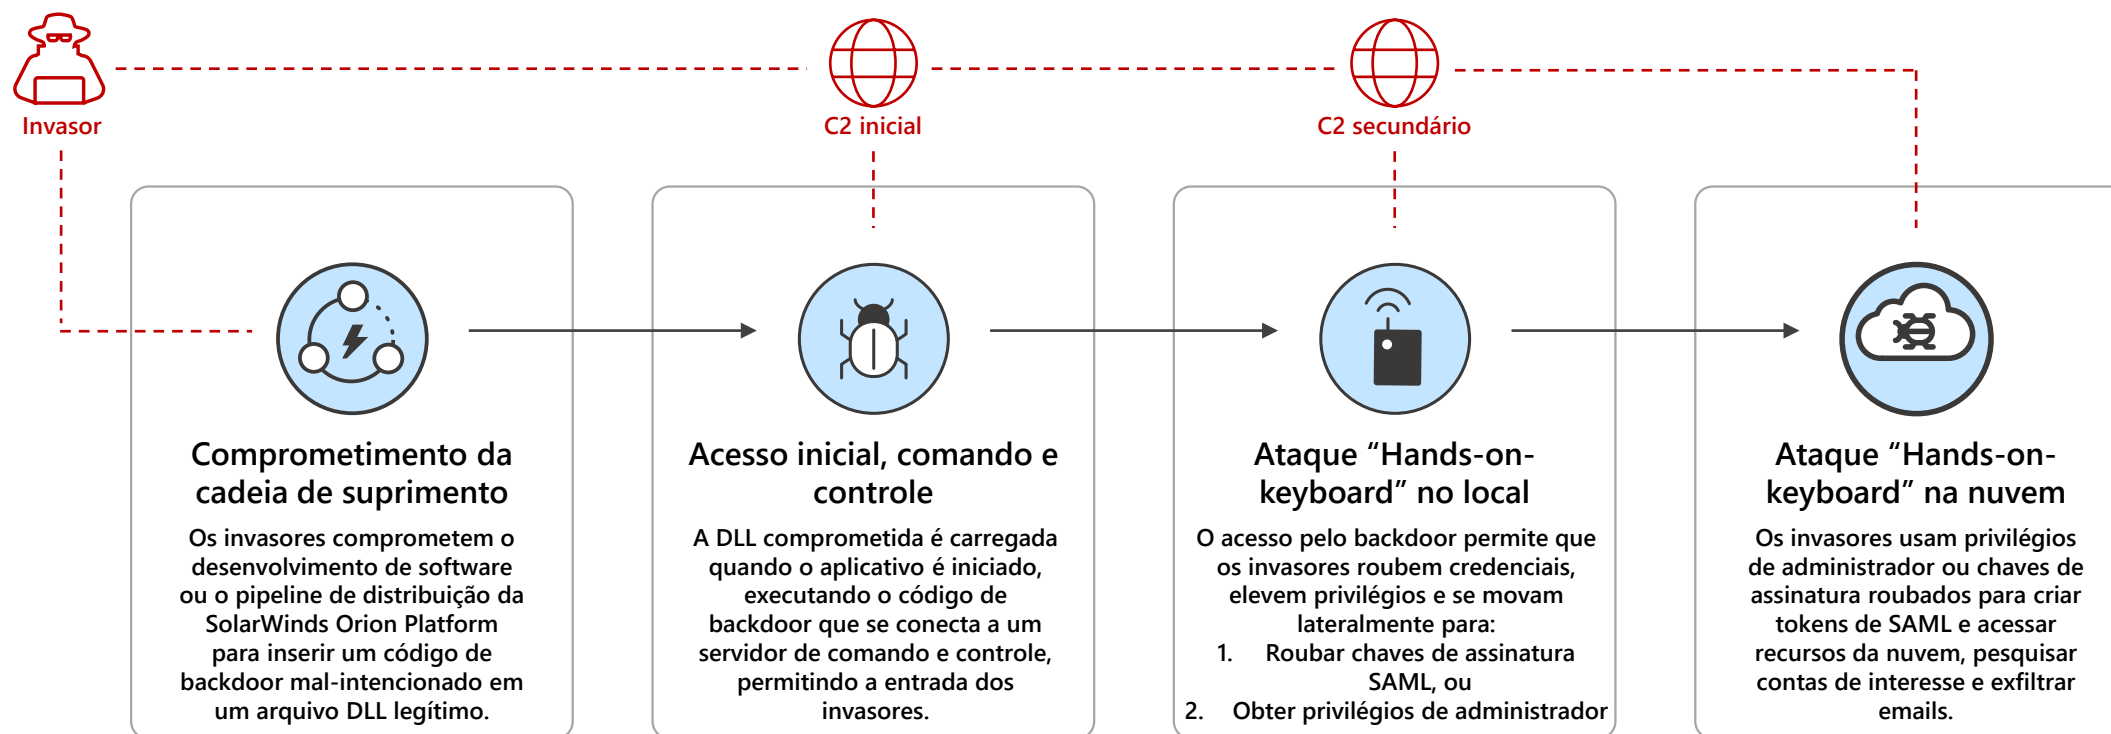 Invasor
C2 inicial
C2 secundário
Comprometimento da
cadeia de suprimento
Os invasores comprometem o
desenvolvimento de software
ou o pipeline de distribuição da
SolarWinds Orion Platform
para inserir um código de
backdoor mal-intencionado em
um arquivo DLL legítimo.
Acesso inicial, comando e
controle
A DLL comprometida é carregada
quando o aplicativo é iniciado,
executando o código de
backdoor que se conecta a um
servidor de comando e controle,
permitindo a entrada dos
invasores.
Ataque “Hands-on-
keyboard” no local
O acesso pelo backdoor permite que
os invasores roubem credenciais,
elevem privilégios e se movam
lateralmente para:
1. Roubar chaves de assinatura
SAML, ou
2. Obter privilégios de administrador
Ataque “Hands-on-
keyboard” na nuvem
Os invasores usam privilégios
de administrador ou chaves de
assinatura roubados para criar
tokens de SAML e acessar
recursos da nuvem, pesquisar
contas de interesse e exfiltrar
emails.